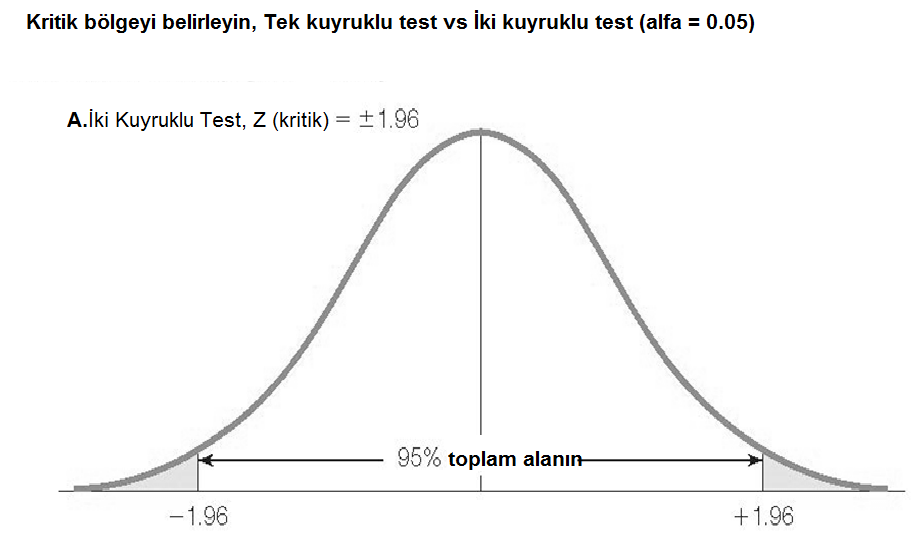 Kritik bölgeyi belirleyin, Tek kuyruklu test vs İki kuyruklu test (alfa = 0.05)
A.İki Kuyruklu Test, Z (kritik) = ±1.96
95% toplam alanın
−1.96
+1.96